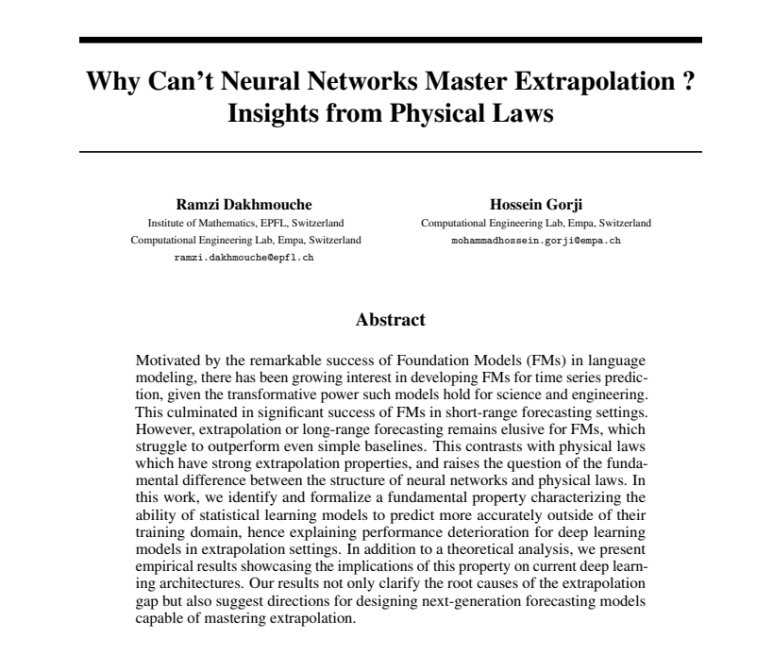 Why Can't Neural Networks Master Extrapolation ?
Insights from Physical Laws
Ramzi Dakhmouche
Institute of Mathematics, EPFL, Switzerland
Computational Engineering Lab, Empa, Switzerland
ramzi.dakhmouche@epfl.ch
Hossein Gorji
Computational Engineering Lab, Empa, Switzerland
mohammadhossein.gorji@empa.ch
Abstract
Motivated by the remarkable success of Foundation Models (FMs) in language
modeling, there has been growing interest in developing FMs for time series predic-
tion, given the transformative power such models hold for science and engineering.
This culminated in significant success of FMs in short-range forecasting settings.
However, extrapolation or long-range forecasting remains elusive for FMs, which
struggle to outperform even simple baselines. This contrasts with physical laws
which have strong extrapolation properties, and raises the question of the funda-
mental difference between the structure of neural networks and physical laws. In
this work, we identify and formalize a fundamental property characterizing the
ability of statistical learning models to predict more accurately outside of their
training domain, hence explaining performance deterioration for deep learning
models in extrapolation settings. In addition to a theoretical analysis, we present
empirical results showcasing the implications of this property on current deep learn-
ing architectures. Our results not only clarify the root causes of the extrapolation
gap but also suggest directions for designing next-generation forecasting models
capable of mastering extrapolation.